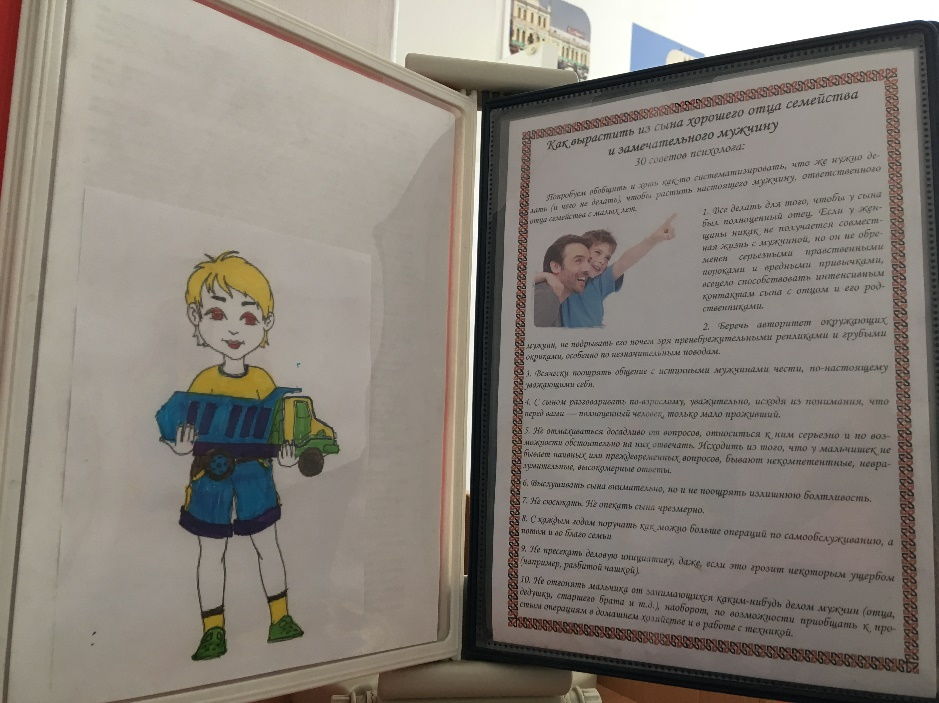 Как вырастить из сына хорошего отца семейства
и замечательного мужчину
30 советов психолога:
Попробуем обобщить и хоть как-то систематизировать, что же нужно де-
лать (и чего не делать), чтобы растить настоящего мужчину, ответственного
отца семейства с малых лет.
1. Все делать для того, чтобы у сына
был полноценный отец. Если у жен-
щины никак не получается совмест-
ная жизнь с мужчиной, но он не обре-
менен серьезными нравственными
пороками и вредными привычками,
всецело способствовать интенсивным
контактам сына с отцом и его род-
ственниками.
2. Беречь авторитет окружающих
мужчин, не подрывать его почем зря пренебрежительными репликами и грубыми
окриками, особенно по незначительным поводам.
3. Всячески поощрять общение с истинными мужчинами чести, по-настоящему
уважающими себя.
4. С сыном разговаривать по-взрослому, уважительно, исходя из понимания, что
перед вами — полноценный человек, только мало проживший.
5. Не отмахиваться досадливо от вопросов, относиться к ним серьезно и по воз-
можности обстоятельно на них отвечать. Исходить из того, что у мальчишек не
бывает наивных или преждевременных вопросов, бывают некомпетентные, невра-
зумительные, высокомерные ответы.
6. Выслушивать сына внимательно, но и не поощрять излишнюю болтливость.
7. Не сюсюкать. Не опекать сына чрезмерно.
8. С каждым годом поручать как можно больше операций по самообслуживанию, а
потом и во благо семьи
9. Не пресекать деловую инициативу, даже, если это грозит некоторым ущербом
(например, разбитой чашкой).
10. Не отгонять мальчика от занимающихся каким-нибудь делом мужчин (отца,
дедушки, старшего брата и т.д.), наоборот, по возможности приобщать к про-
стым операциям в домашнем хозяйстве и в работе с техникой.